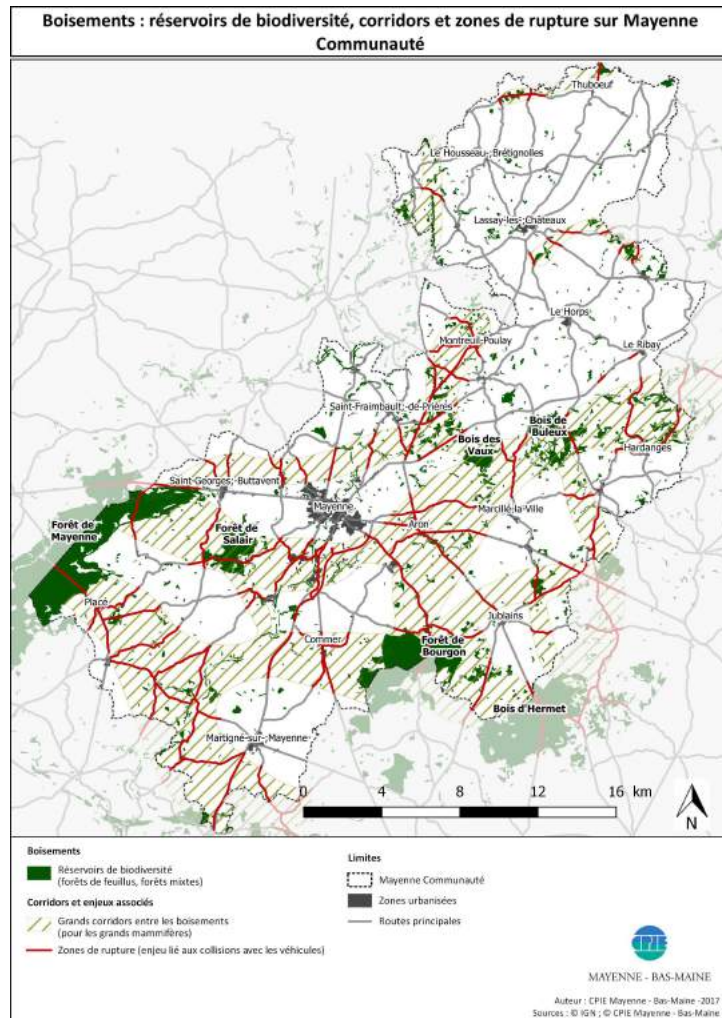 Boisements : réservoirs de biodiversité, corridors et zones de rupture sur Mayenne
Communauté
Thuboeuf
Le Housseau-;Brétignolles
Lassay-les-;Châteaux
Le Horps
Montreuil-Poulay
Le Ribay
Saint-Fraimbault-;de-Prières
Bois des
Vaux
Bois de
Buleux
Hardanges
Saint-Georges;-Buttavent
Mayenne
Marcillé-la-Ville
Forêt de
Mayenne
Forêt de
Salair
Aron
Placé
Jublains
Commer
Forêt de
Bourgon
Bois d'Hermet
Martigné-sur-;Mayenne
0 4 8 12 16 km
N
Boisements
Réservoirs de biodiversité
(forêts de feuillus, forêts mixtes)
Corridors et enjeux associés
Grands corridors entre les boisements
(pour les grands mammifères)
Zones de rupture (enjeu lié aux collisions avec les véhicules)
Limites
Mayenne Communauté
Zones urbanisées
Routes principales
CPIE
MAYENNE - BAS-MAINE
Auteur : CPIE Mayenne - Bas-Maine -2017
Sources : © IGN ; © CPIE Mayenne - Bas-Maine